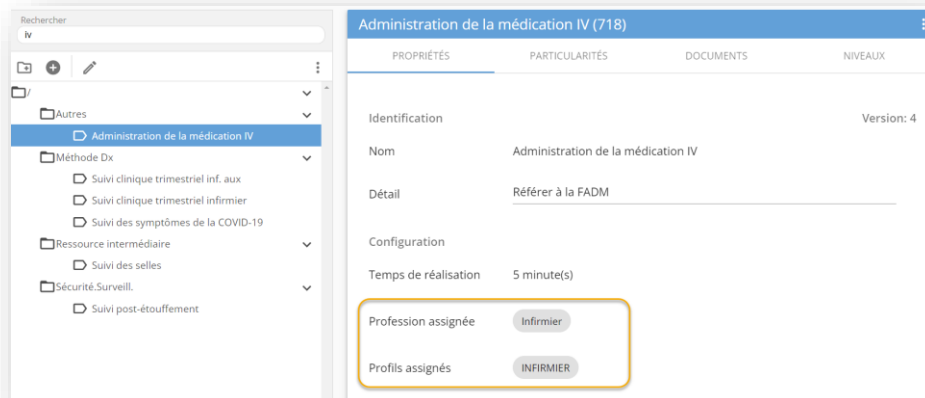 Rechercher
iv
/
Autres
Administration de la médication IV
Méthode Dx
Suivi clinique trimestriel inf. aux
Suivi clinique trimestriel infirmier
Suivi des symptômes de la COVID-19
Ressource intermédiaire
Suivi des selles
Sécurité.Surveill.
Suivi post-étouffement
Administration de la médication IV (718)
PROPRIÉTÉS PARTICULARITÉS DOCUMENTS NIVEAUX
Identification Version: 4
Nom Administration de la médication IV
Détail Référer à la FADM
Configuration
Temps de réalisation 5 minute(s)
Profession assignée Infirmier
Profils assignés INFIRMIER